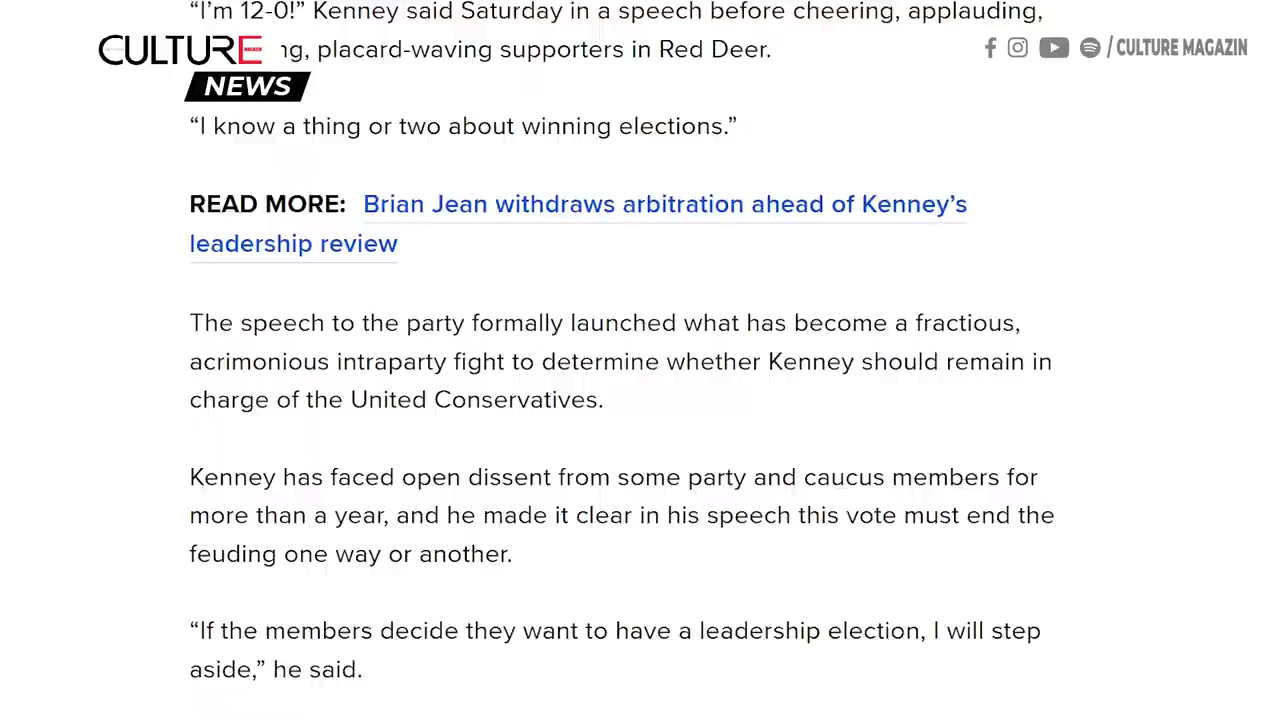 “I’m 12-0!” Kenney said Saturday in a speech before cheering, applauding,
CULTURE
ng, placard-waving supporters in Red Deer.
/ CULTURE MAGAZIN
NEWS
“I know a thing or two about winning elections.”
READ MORE: Brian Jean withdraws arbitration ahead of Kenney’s
leadership review
The speech to the party formally launched what has become a fractious,
acrimonious intraparty fight to determine whether Kenney should remain in
charge of the United Conservatives.
Kenney has faced open dissent from some party and caucus members for
more than a year, and he made it clear in his speech this vote must end the
feuding one way or another.
“If the members decide they want to have a leadership election, I will step
aside,” he said.